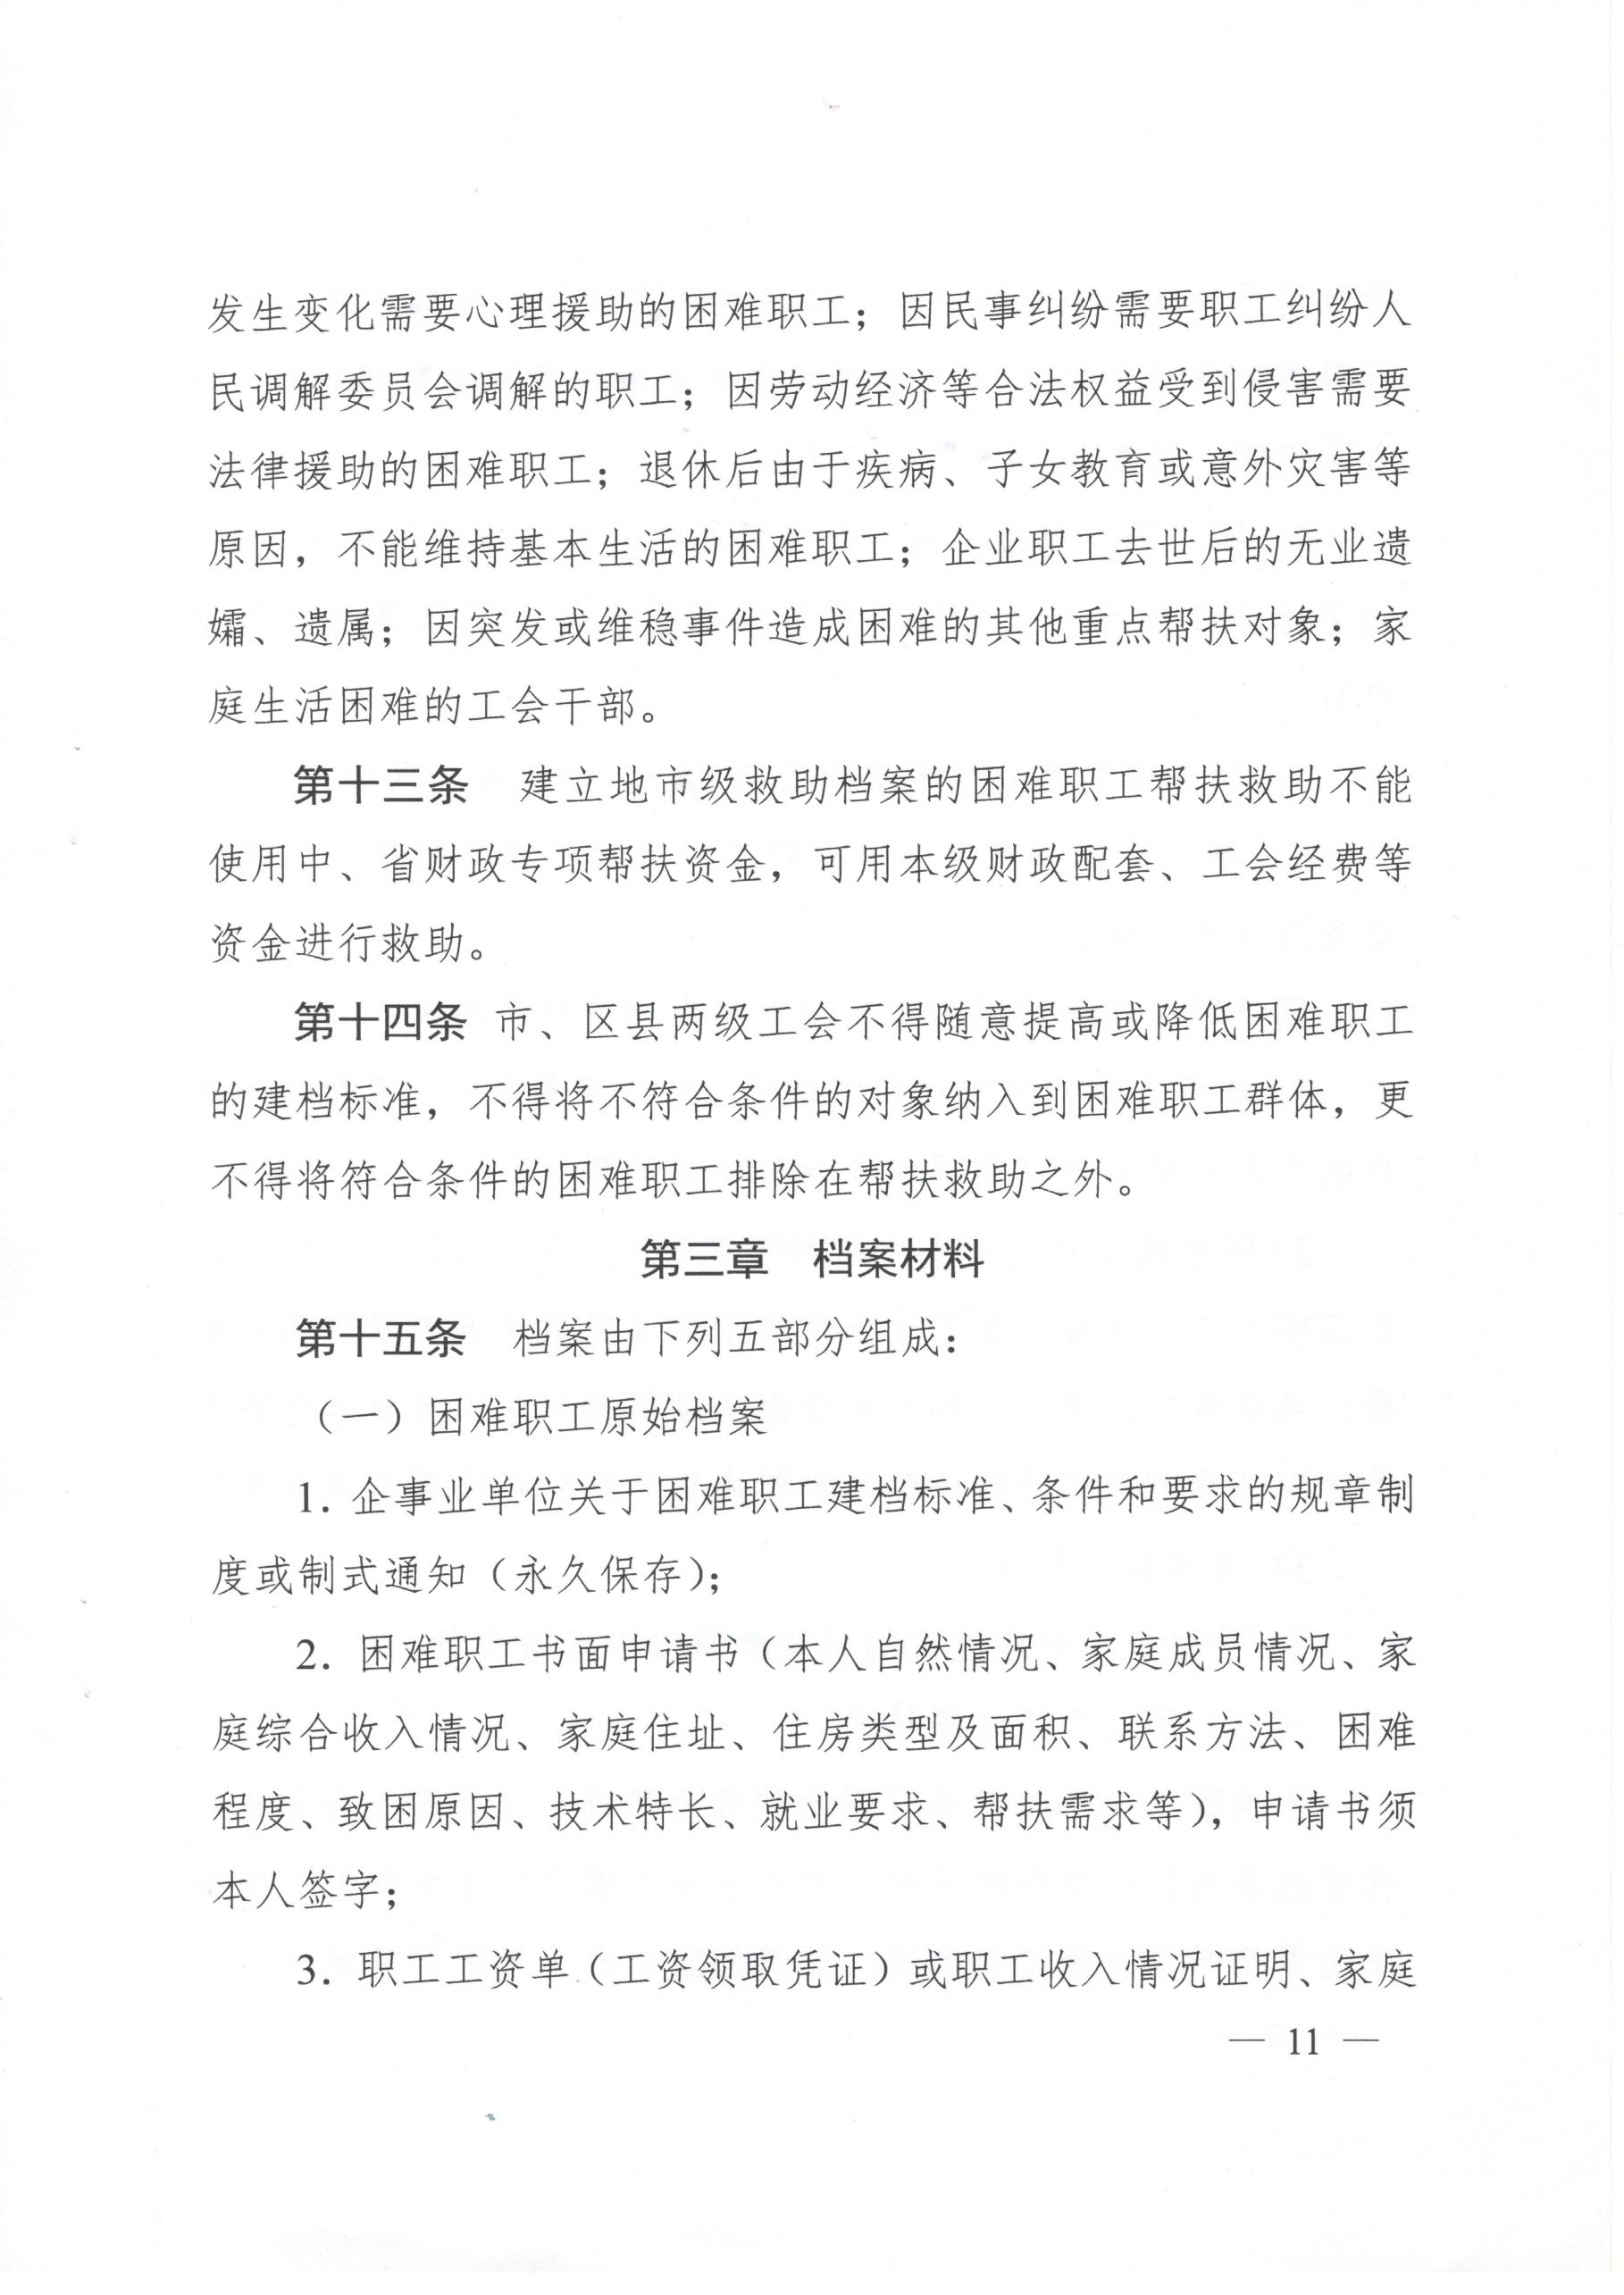 发生变化需要心理援助的困难职工；因民事纠纷需要职工纠纷人
民调解委员会调解的职工；因劳动经济等合法权益受到侵害需要
法律援助的困难职工；退休后由于疾病、子女教育或意外灾害等
原因，不能维持基本生活的困难职工；企业职工去世后的无业遗
孀、遗属；因突发或维稳事件造成困难的其他重点帮扶对象；家
庭生活困难的工会干部。
第十三条 建立地市级救助档案的困难职工帮扶救助不能
使用中、省财政专项帮扶资金，可用本级财政配套、工会经费等
资金进行救助。
第十四条 市、区县两级工会不得随意提高或降低困难职工
的建档标准，不得将不符合条件的对象纳入到困难职工群体，更
不得将符合条件的困难职工排除在帮扶救助之外。
第三章 档案材料
第十五条 档案由下列五部分组成：
（一）困难职工原始档案
1. 企事业单位关于困难职工建档标准、条件和要求的规章制
度或制式通知（永久保存）；
2. 困难职工书面申请书（本人自然情况、家庭成员情况、家
庭综合收入情况、家庭住址、住房类型及面积、联系方法、困难
程度、致困原因、技术特长、就业要求、帮扶需求等），申请书须
本人签字；
3. 职工工资单（工资领取凭证）或职工收入情况证明、家庭
— 11 —